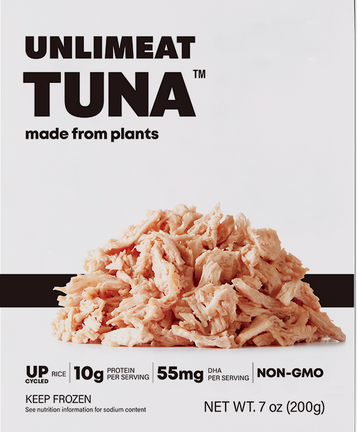 UNLIMEAT
TUNA™
made from plants
UP CYCLED RICE | 10g PROTEIN PER SERVING | 55mg DHA PER SERVING | NON-GMO
KEEP FROZEN
See nutrition information for sodium content
NET WT. 7 oz (200g)